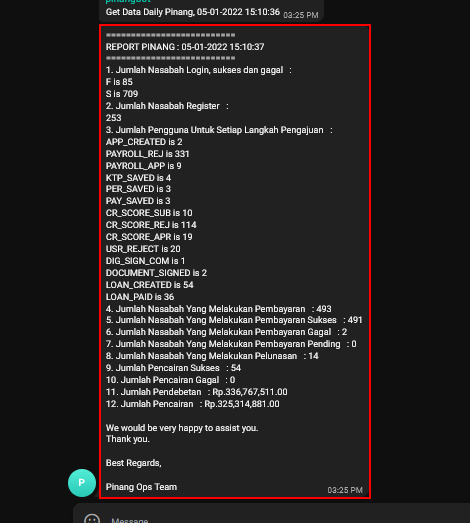 pinangbot
Get Data Daily Pinang, 05-01-2022 15:10:36 03:25 PM
==========================
REPORT PINANG : 05-01-2022 15:10:37
==========================
1. Jumlah Nasabah Login, sukses dan gagal :
F is 85
S is 709
2. Jumlah Nasabah Register :
253
3. Jumlah Pengguna Untuk Setiap Langkah Pengajuan :
APP_CREATED is 2
PAYROLL_REJ is 331
PAYROLL_APP is 9
KTP_SAVED is 4
PER_SAVED is 3
PAY_SAVED is 3
CR_SCORE_SUB is 10
CR_SCORE_REJ is 114
CR_SCORE_APR is 19
USR_REJECT is 20
DIG_SIGN_COM is 1
DOCUMENT_SIGNED is 2
LOAN_CREATED is 54
LOAN_PAID is 36
4. Jumlah Nasabah Yang Melakukan Pembayaran : 493
5. Jumlah Nasabah Yang Melakukan Pembayaran Sukses : 491
6. Jumlah Nasabah Yang Melakukan Pembayaran Gagal : 2
7. Jumlah Nasabah Yang Melakukan Pembayaran Pending : 0
8. Jumlah Nasabah Yang Melakukan Pelunasan : 14
9. Jumlah Pencairan Sukses : 54
10. Jumlah Pencairan Gagal : 0
11. Jumlah Pendebetan : Rp.336,767,511.00
12. Jumlah Pencairan : Rp.325,314,881.00
We would be very happy to assist you.
Thank you.
Best Regards,
Pinang Ops Team
03:25 PM
P
Message